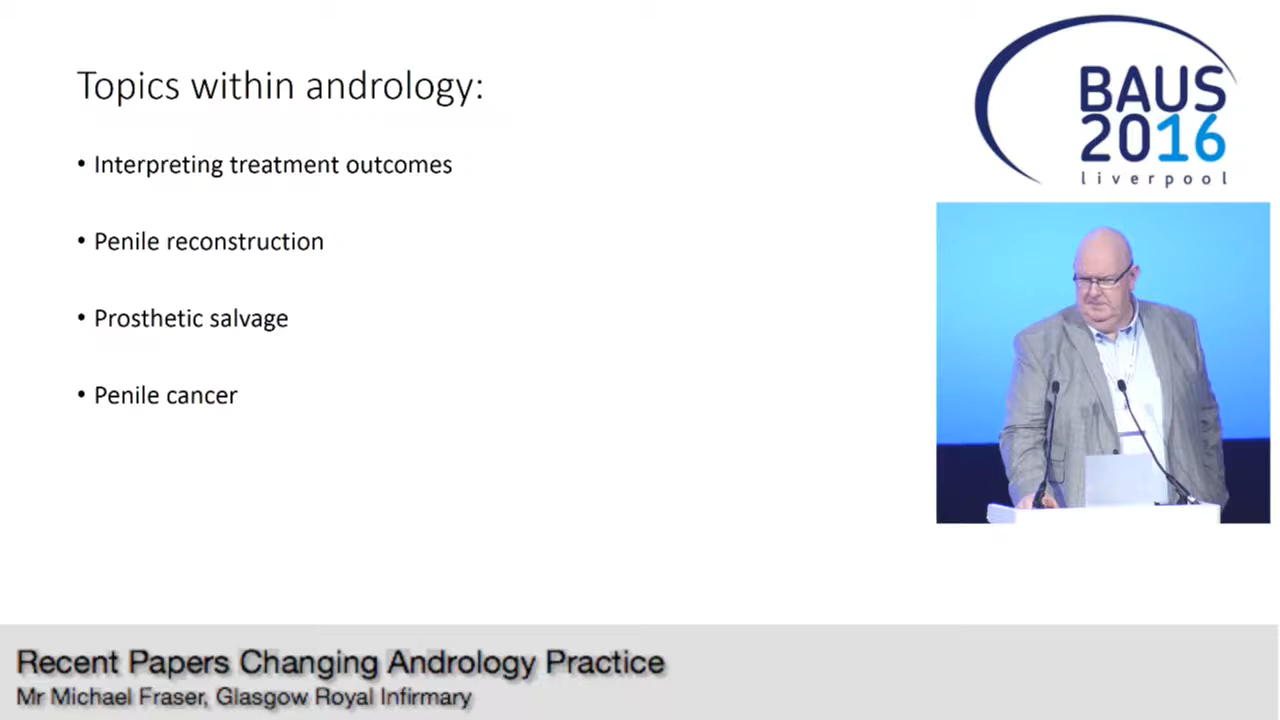 Topics within andrology:
• Interpreting treatment outcomes
• Penile reconstruction
• Prosthetic salvage
• Penile cancer
BAUS
2016
liverpool
Recent Papers Changing Andrology Practice
Mr Michael Fraser, Glasgow Royal Infirmary